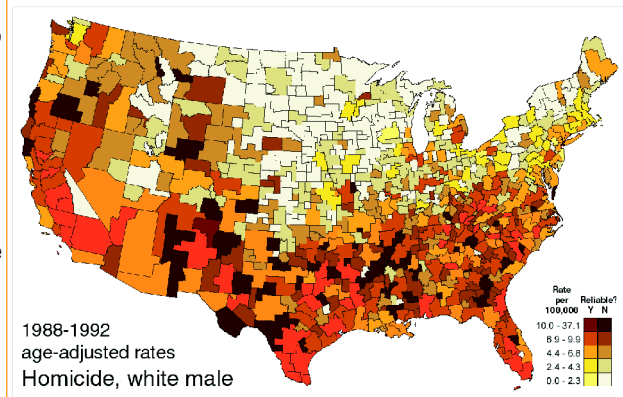 1988-1992
age-adjusted rates
Homicide, white male
Rate
per Reliable?
100,000 Y N
10.0 - 37.1
6.9 - 9.9
4.4 - 6.8
2.4 - 4.3
0.0 - 2.3